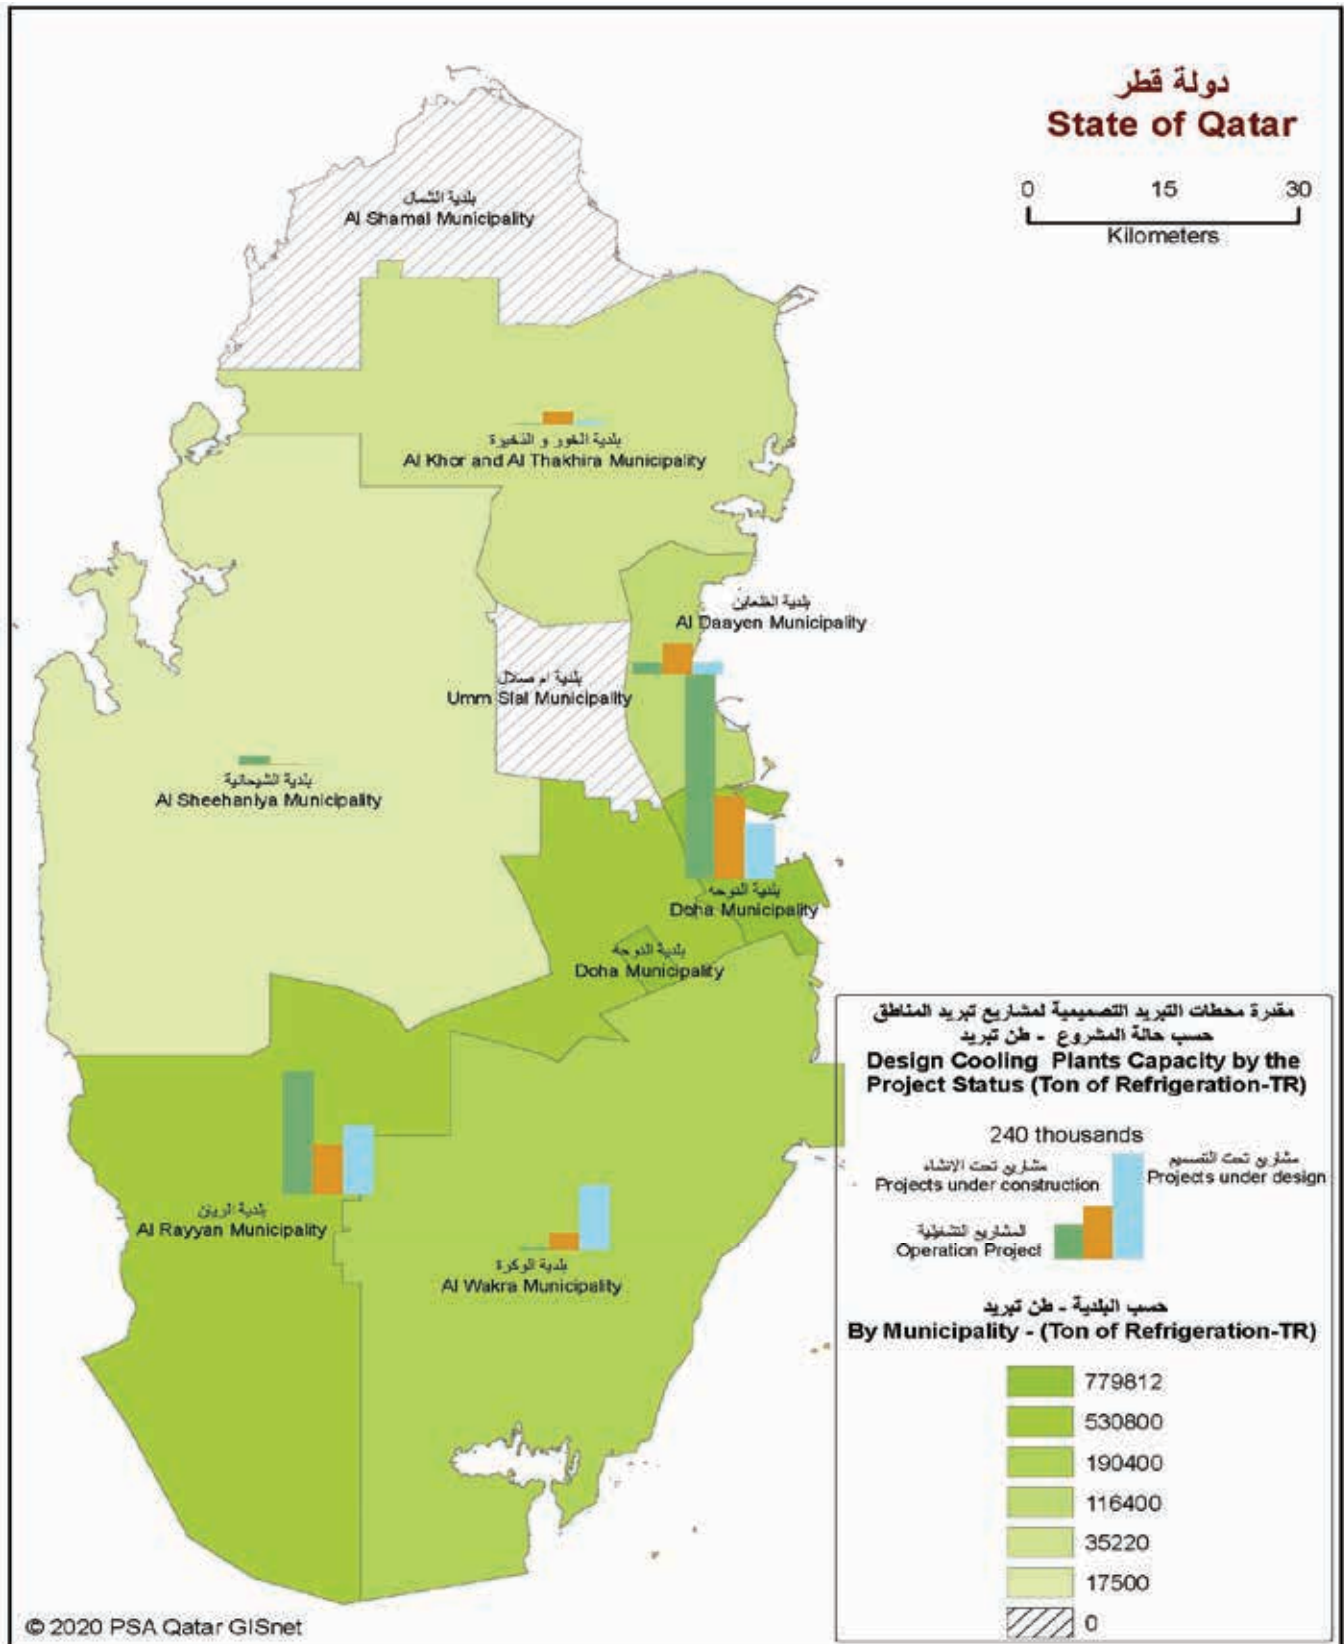 دولة قطر
State of Qatar
0 15 30
Kilometers
بلدية الشمال
Al Shamal Municipality
بلدية الخور و الذخيرة
Al Khor and Al Thakhira Municipality
بلدية الظعاين
Al Daayen Municipality
بلدية ام صلال
Umm Slal Municipality
بلدية الشيحانية
Al Sheehaniya Municipality
بلدية الدوحه
Doha Municipality
بلدية الدوحه
Doha Municipality
بلدية الريان
Al Rayyan Municipality
بلدية الوكرة
Al Wakra Municipality
مقدرة محطات التبريد التصميمية لمشاريع تبريد المناطق
حسب حالة المشروع - طن تبريد
Design Cooling Plants Capacity by the
Project Status (Ton of Refrigeration-TR)
240 thousands
مشاريع تحت التصميم
Projects under design
مشاريع تحت الانشاء
Projects under construction
المشاريع التشغيلية
Operation Project
حسب البلدية - طن تبريد
By Municipality - (Ton of Refrigeration-TR)
779812
530800
190400
116400
35220
17500
0
© 2020 PSA Qatar GISnet